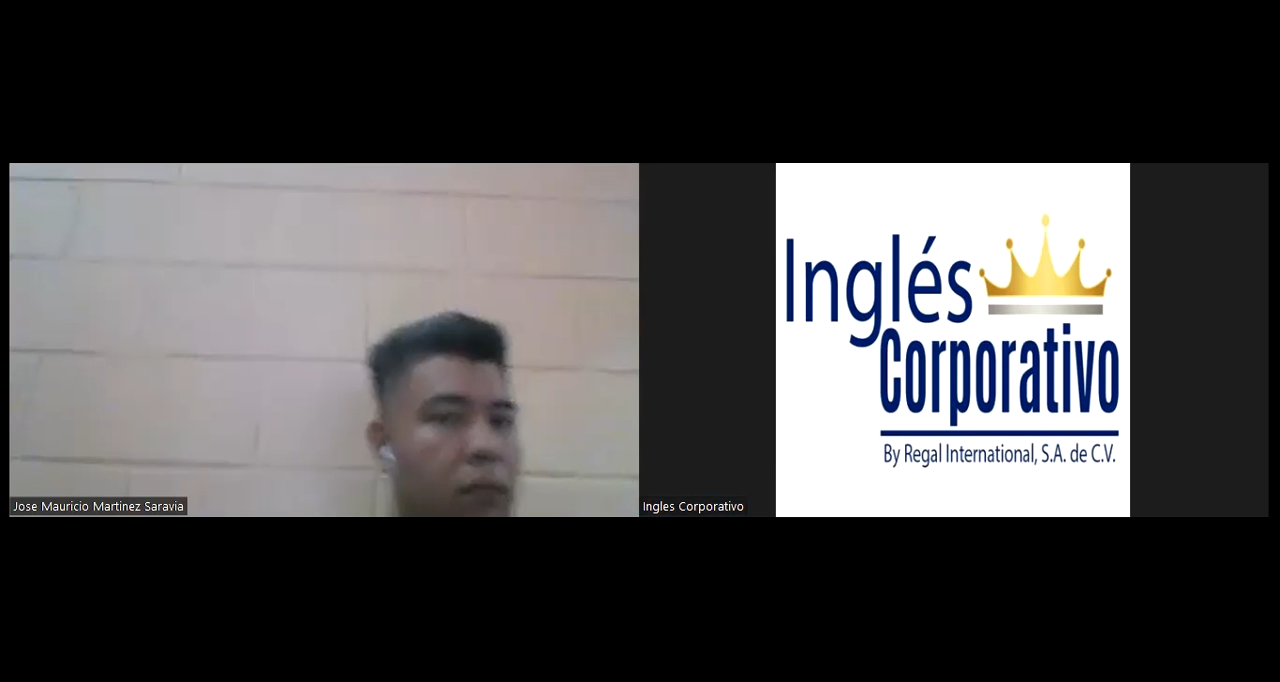 Inglés
Corporativo
By Regal International, S.A. de C.V.
Jose Mauricio Martinez Saravia
Ingles Corporativo